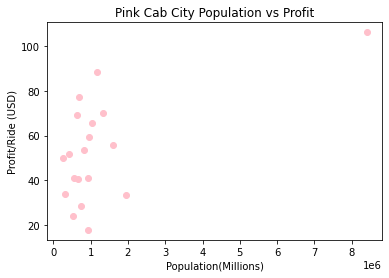 Pink Cab City Population vs Profit
100
80
60
40
20
Profit/Ride (USD)
0 1 2 3 4 5 6 7 8
1e6
Population(Millions)